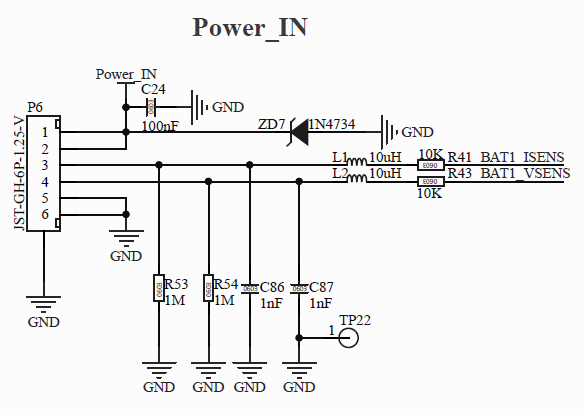 Power_IN
Power_IN
C24
GND
0603
100nF
P6
JST-GH-6P-1.25-V
1
2
3
4
5
6
ZD7
1N4734
GND
L1
10uH
10K
0603
R41
BAT1_ISENS
L2
10uH
0603
R43
BAT1_VSENS
10K
GND
GND
0603
R53
1M
0603
R54
1M
0603
C86
1nF
0603
C87
1nF
1
TP22
GND
GND
GND
GND